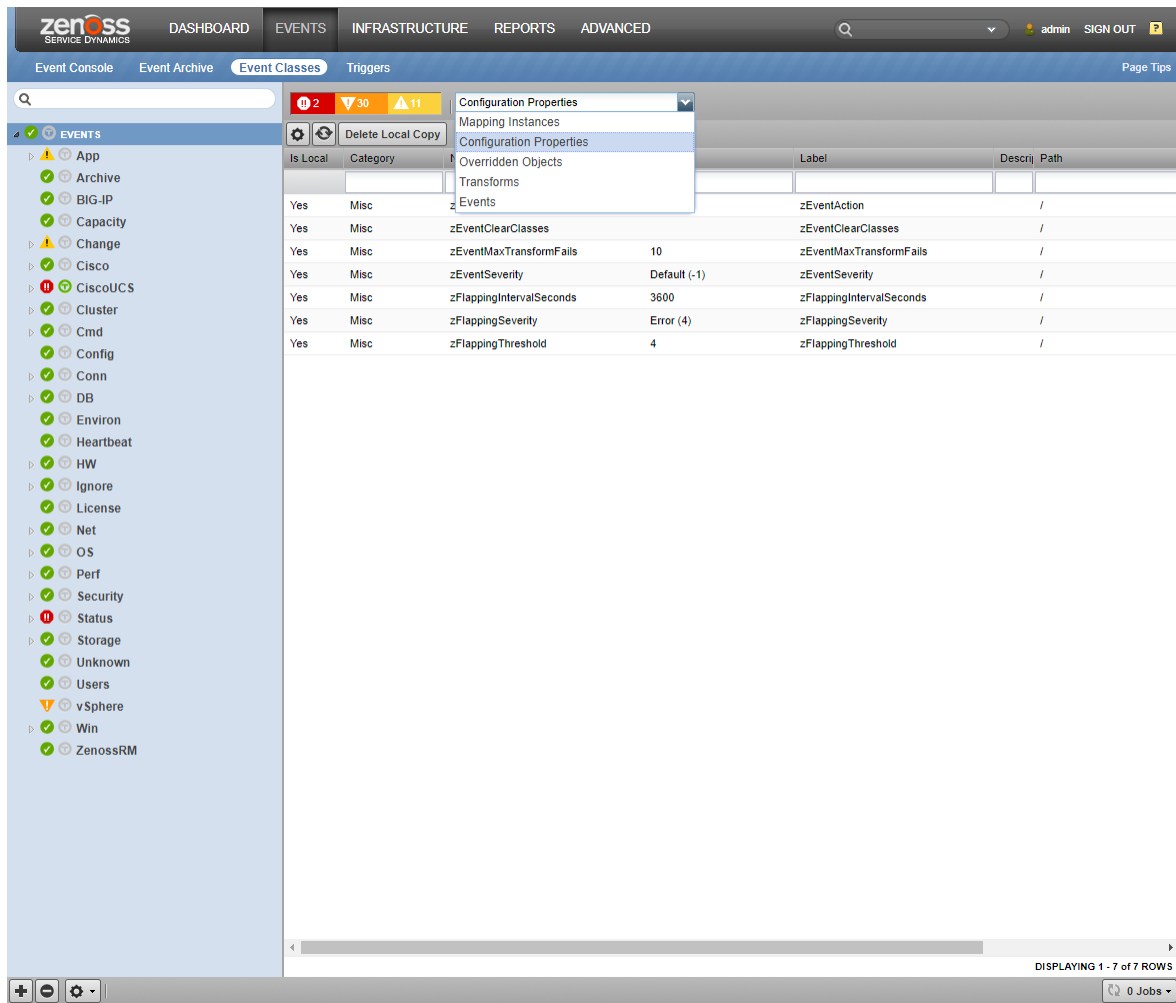 zenoss
SERVICE DYNAMICS
DASHBOARD EVENTS INFRASTRUCTURE REPORTS ADVANCED admin SIGN OUT ?
Event Console Event Archive Event Classes Triggers Page Tips
2 30 11 Configuration Properties
Mapping Instances
Configuration Properties
Overridden Objects
Transforms
Events
Delete Local Copy
EVENTS
App
Archive
BIG-IP
Capacity
Change
Cisco
CiscoUCS
Cluster
Cmd
Config
Conn
DB
Environ
Heartbeat
HW
Ignore
License
Net
OS
Perf
Security
Status
Storage
Unknown
Users
vSphere
Win
ZenossRM
Is Local Category N Label Descrip Path
Yes Misc z zEventAction /
Yes Misc zEventClearClasses zEventClearClasses /
Yes Misc zEventMaxTransformFails 10 zEventMaxTransformFails /
Yes Misc zEventSeverity Default (-1) zEventSeverity /
Yes Misc zFlappingIntervalSeconds 3600 zFlappingIntervalSeconds /
Yes Misc zFlappingSeverity Error (4) zFlappingSeverity /
Yes Misc zFlappingThreshold 4 zFlappingThreshold /
DISPLAYING 1 - 7 of 7 ROWS
0 Jobs